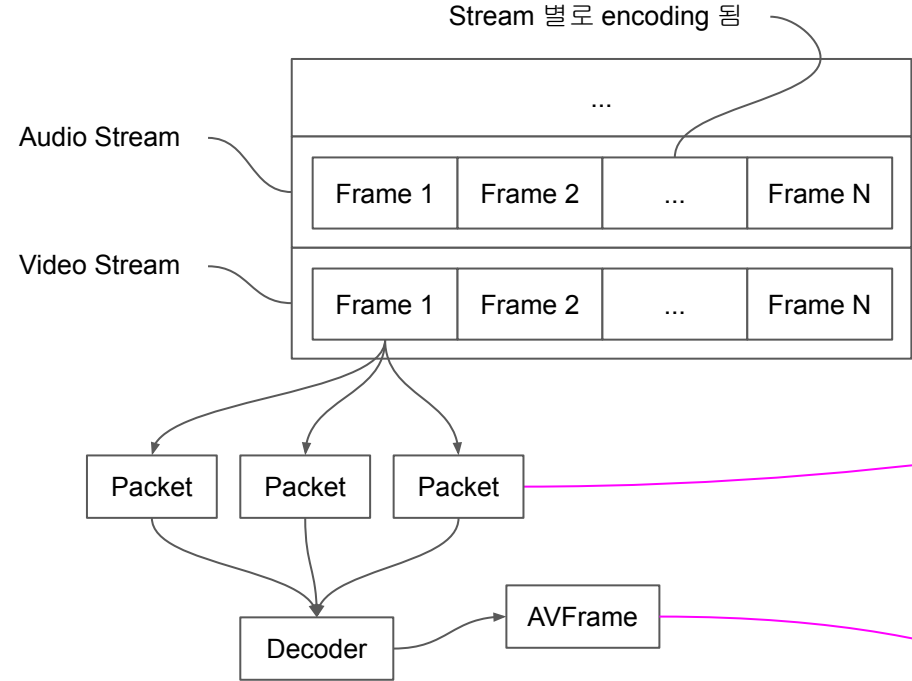 Stream 별로 encoding 됨
...
Audio Stream
Frame 1 Frame 2 ... Frame N
Video Stream
Frame 1 Frame 2 ... Frame N
Packet Packet Packet
AVFrame
Decoder